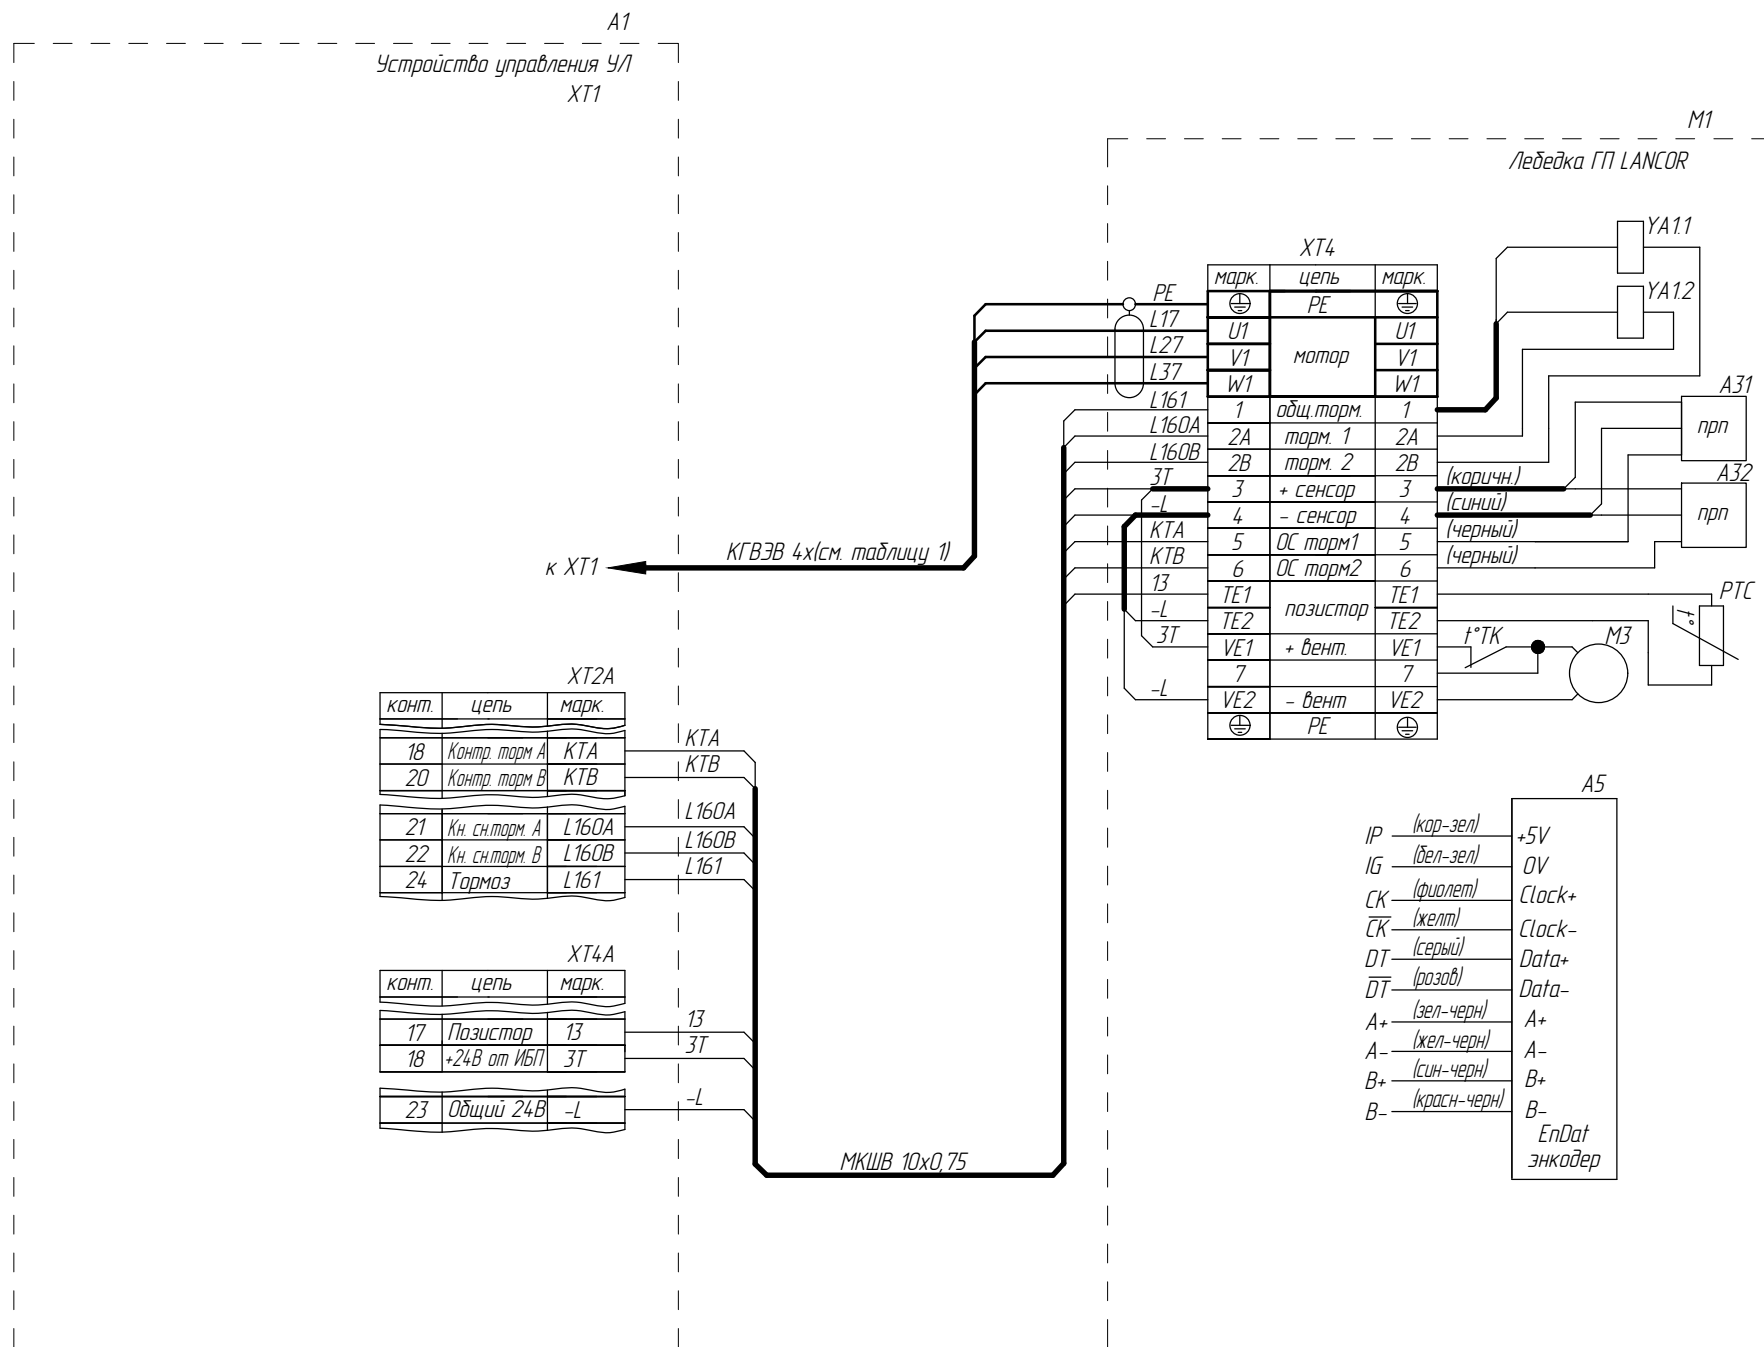 A1
Устройство управления УЛ
XT1
M1
Лебедка ГП LANCOR
XT4
марк. цепь марк.
PE PE
L17 U1 мотор U1
L27 V1 V1
L37 W1 W1
L161 1 общ.торм. 1
L160A 2A торм. 1 2A
L160B 2B торм. 2 2B
3T 3 + сенсор 3 (коричн.)
-L 4 - сенсор 4 (синий)
KTA 5 ОС торм1 5 (черный)
KTB 6 ОС торм2 6 (черный)
13 TE1 позистор TE1
-L TE2 TE2
3T VE1 + вент. VE1
7 7
-L VE2 - вент VE2
PE
YA1.1
YA1.2
A31
прп
A32
прп
PTC
t°
t°TK
M3
КГВЭВ 4х(см. таблицу 1)
к XT1
XT2A
конт. цепь марк.
18 Контр. торм А KTA KTA
20 Контр. торм В KTB KTB
21 Кн. сн.торм. А L160A L160A
22 Кн. сн.торм. В L160B L160B
24 Тормоз L161 L161
XT4A
конт. цепь марк.
17 Позистор 13 13
18 +24В от ИБП 3T 3T
23 Общий 24В -L -L
МКШВ 10х0,75
A5
IP (кор-зел) +5V
IG (бел-зел) 0V
CK (фиолет) Clock+
C̅K̅ (желт) Clock-
DT (серый) Data+
D̅T̅ (розов) Data-
A+ (зел-черн) A+
A- (жел-черн) A-
B+ (син-черн) B+
B- (красн-черн) B-
EnDat
энкодер